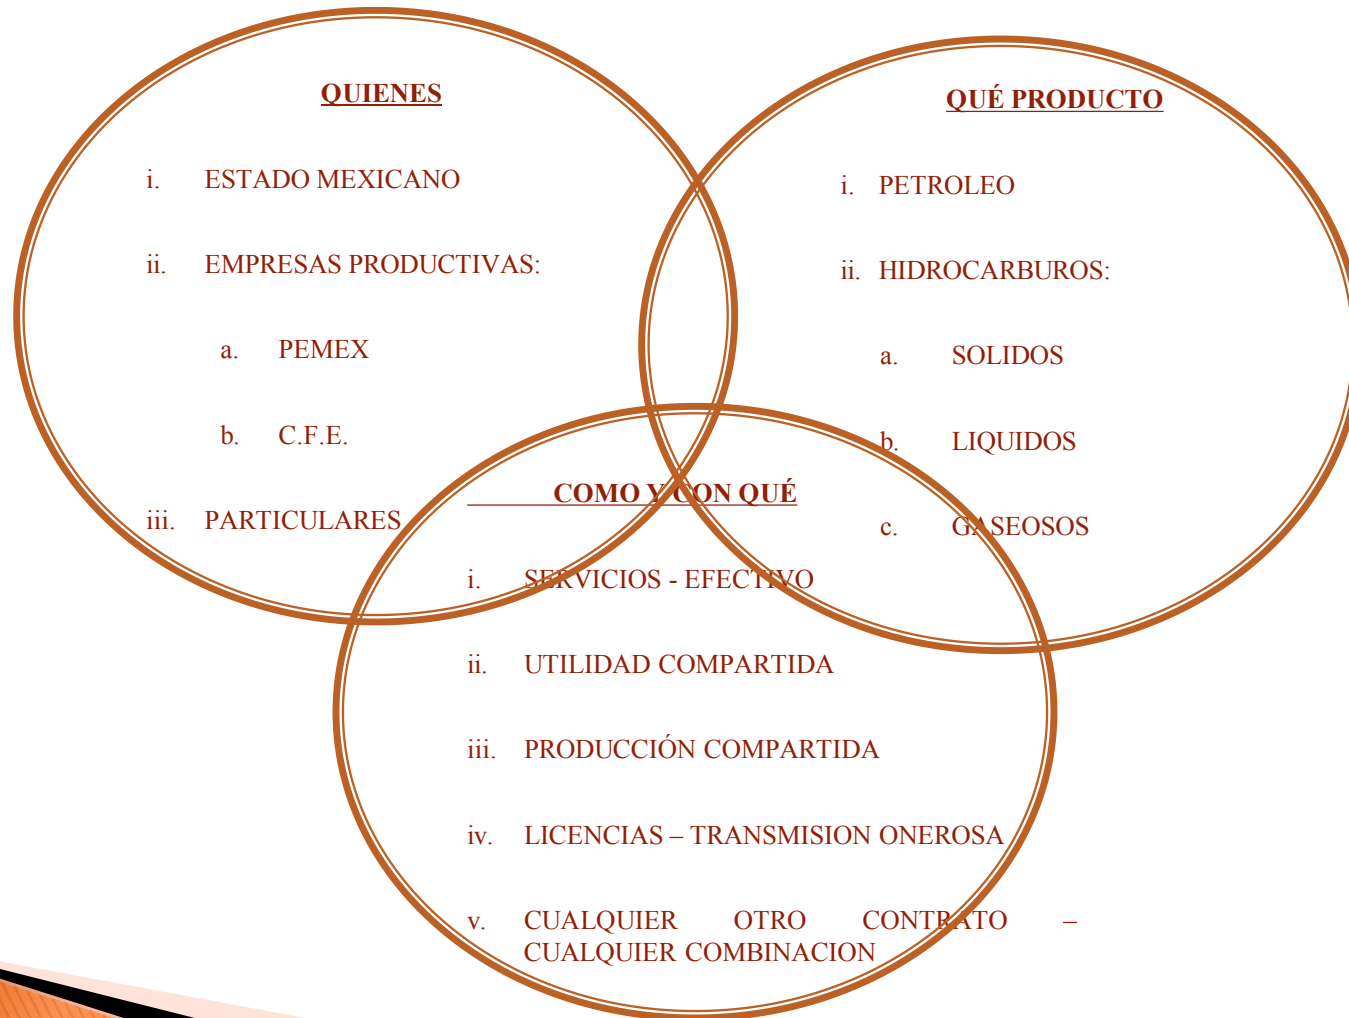 QUIENES
i. ESTADO MEXICANO
ii. EMPRESAS PRODUCTIVAS:
a. PEMEX
b. C.F.E.
iii. PARTICULARES
QUÉ PRODUCTO
i. PETROLEO
ii. HIDROCARBUROS:
a. SOLIDOS
b. LIQUIDOS
c. GASEOSOS
COMO Y CON QUÉ
i. SERVICIOS - EFECTIVO
ii. UTILIDAD COMPARTIDA
iii. PRODUCCIÓN COMPARTIDA
iv. LICENCIAS – TRANSMISION ONEROSA
v. CUALQUIER OTRO CONTRATO –
CUALQUIER COMBINACION